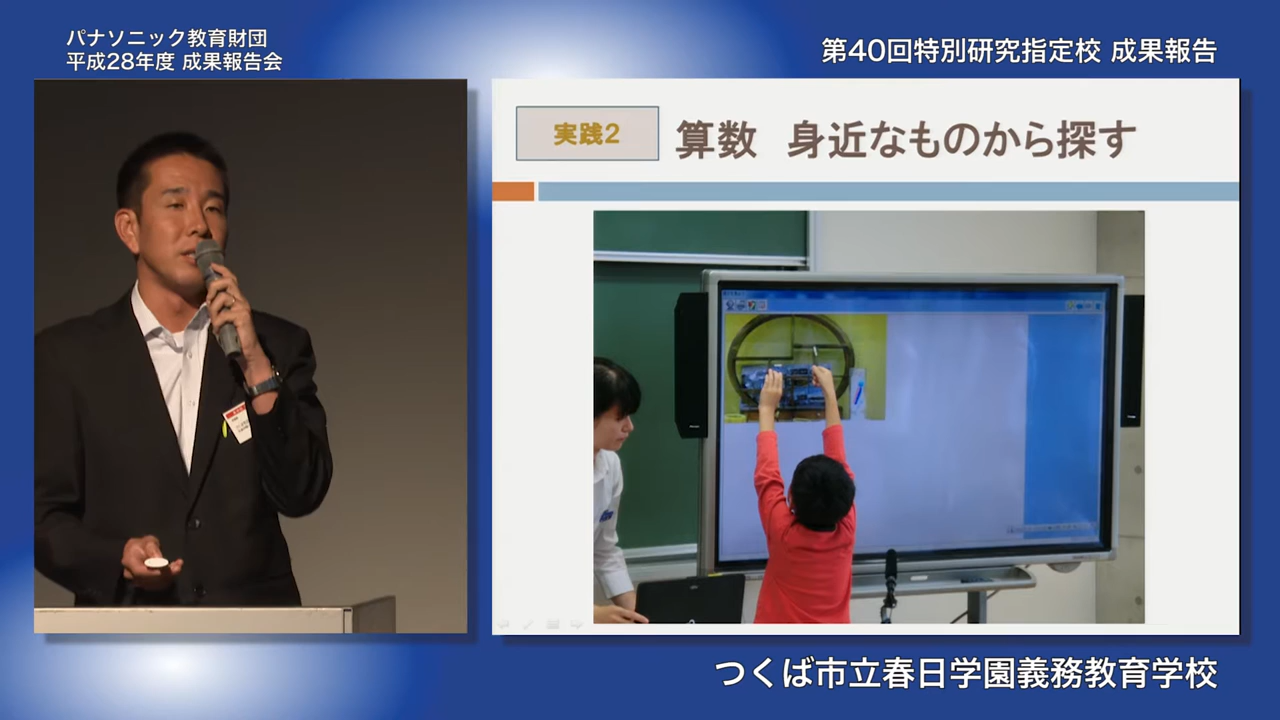 パナソニック教育財団
平成28年度 成果報告会
第40回特別研究指定校 成果報告
実践2
算数 身近なものから探す
つくば市立春日学園義務教育学校